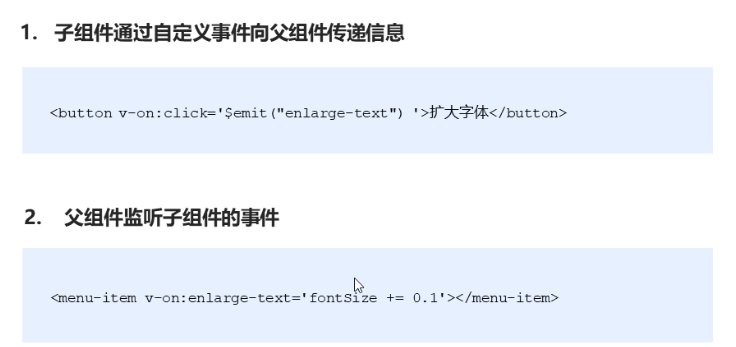 1. 子组件通过自定义事件向父组件传递信息
<button v-on:click='$emit("enlarge-text") '>扩大字体</button>
2. 父组件监听子组件的事件
<menu-item v-on:enlarge-text='fontSize += 0.1'></menu-item>